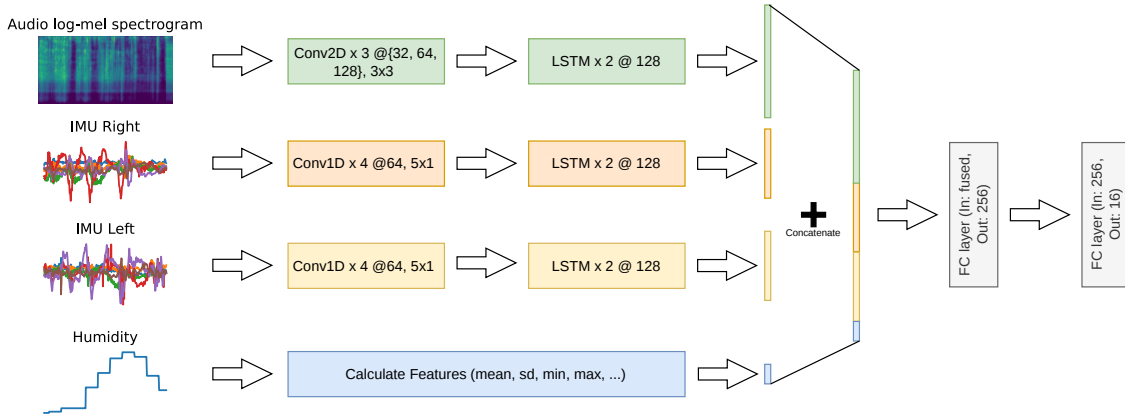 Audio log-mel spectrogram
Conv2D x 3 @{32, 64,
128}, 3x3
LSTM x 2 @ 128
IMU Right
Conv1D x 4 @64, 5x1
LSTM x 2 @ 128
IMU Left
Conv1D x 4 @64, 5x1
LSTM x 2 @ 128
Humidity
Calculate Features (mean, sd, min, max, ...)
+
Concatenate
FC layer (In: fused,
Out: 256)
FC layer (In: 256,
Out: 16)